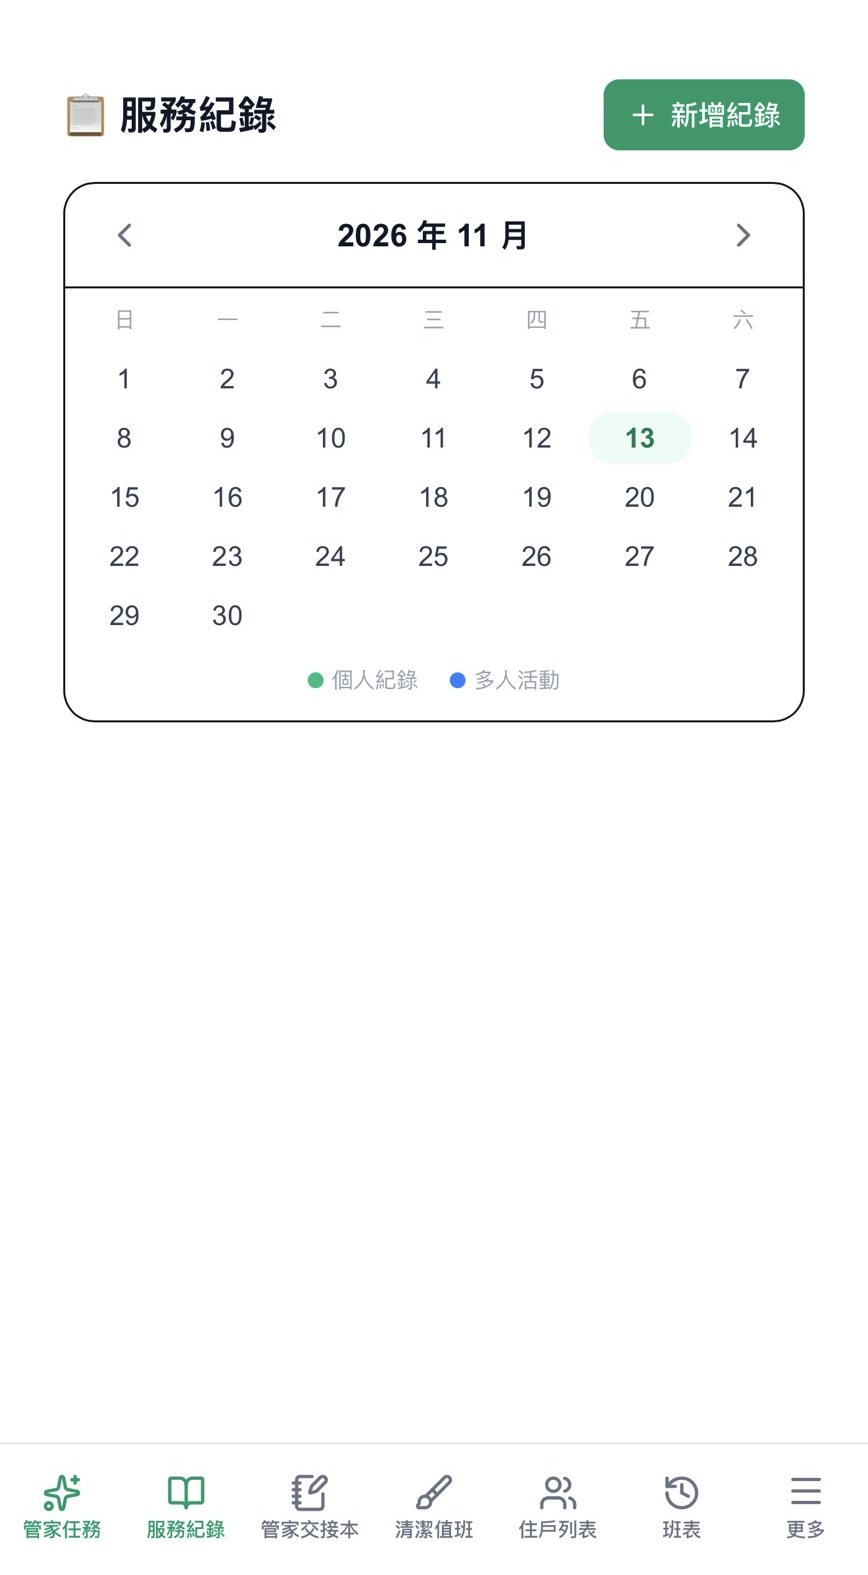 服務紀錄
+ 新增紀錄
2026 年 11 月
日 一 二 三 四 五 六
1 2 3 4 5 6 7
8 9 10 11 12 13 14
15 16 17 18 19 20 21
22 23 24 25 26 27 28
29 30
個人紀錄 多人活動
管家任務 服務紀錄 管家交接本 清潔值班 住戶列表 班表 更多